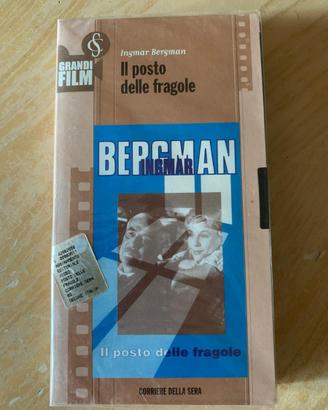 GRANDI
FILM
Ingmar Bergman
Il posto
delle fragole
BERGMAN
INGMAR
Il posto delle fragole
CORRIERE DELLA SERA